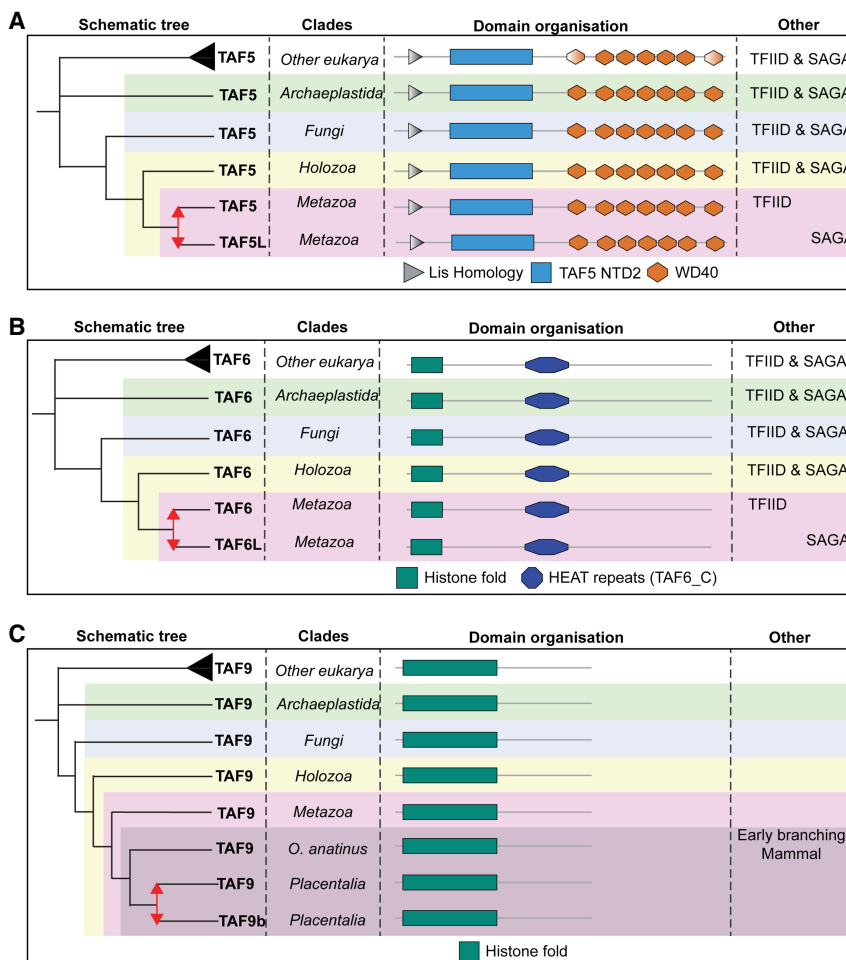 A
Schematic tree Clades Domain organisation Other
TAF5 Other eukarya TFIID & SAGA
TAF5 Archaeplastida TFIID & SAGA
TAF5 Fungi TFIID & SAGA
TAF5 Holozoa TFIID & SAGA
TAF5 Metazoa TFIID
TAF5L Metazoa SAGA
Lis Homology TAF5 NTD2 WD40
B
Schematic tree Clades Domain organisation Other
TAF6 Other eukarya TFIID & SAGA
TAF6 Archaeplastida TFIID & SAGA
TAF6 Fungi TFIID & SAGA
TAF6 Holozoa TFIID & SAGA
TAF6 Metazoa TFIID
TAF6L Metazoa SAGA
Histone fold HEAT repeats (TAF6_C)
C
Schematic tree Clades Domain organisation Other
TAF9 Other eukarya
TAF9 Archaeplastida
TAF9 Fungi
TAF9 Holozoa
TAF9 Metazoa
TAF9 O. anatinus Early branching
Mammal
TAF9 Placentalia
TAF9b Placentalia
Histone fold